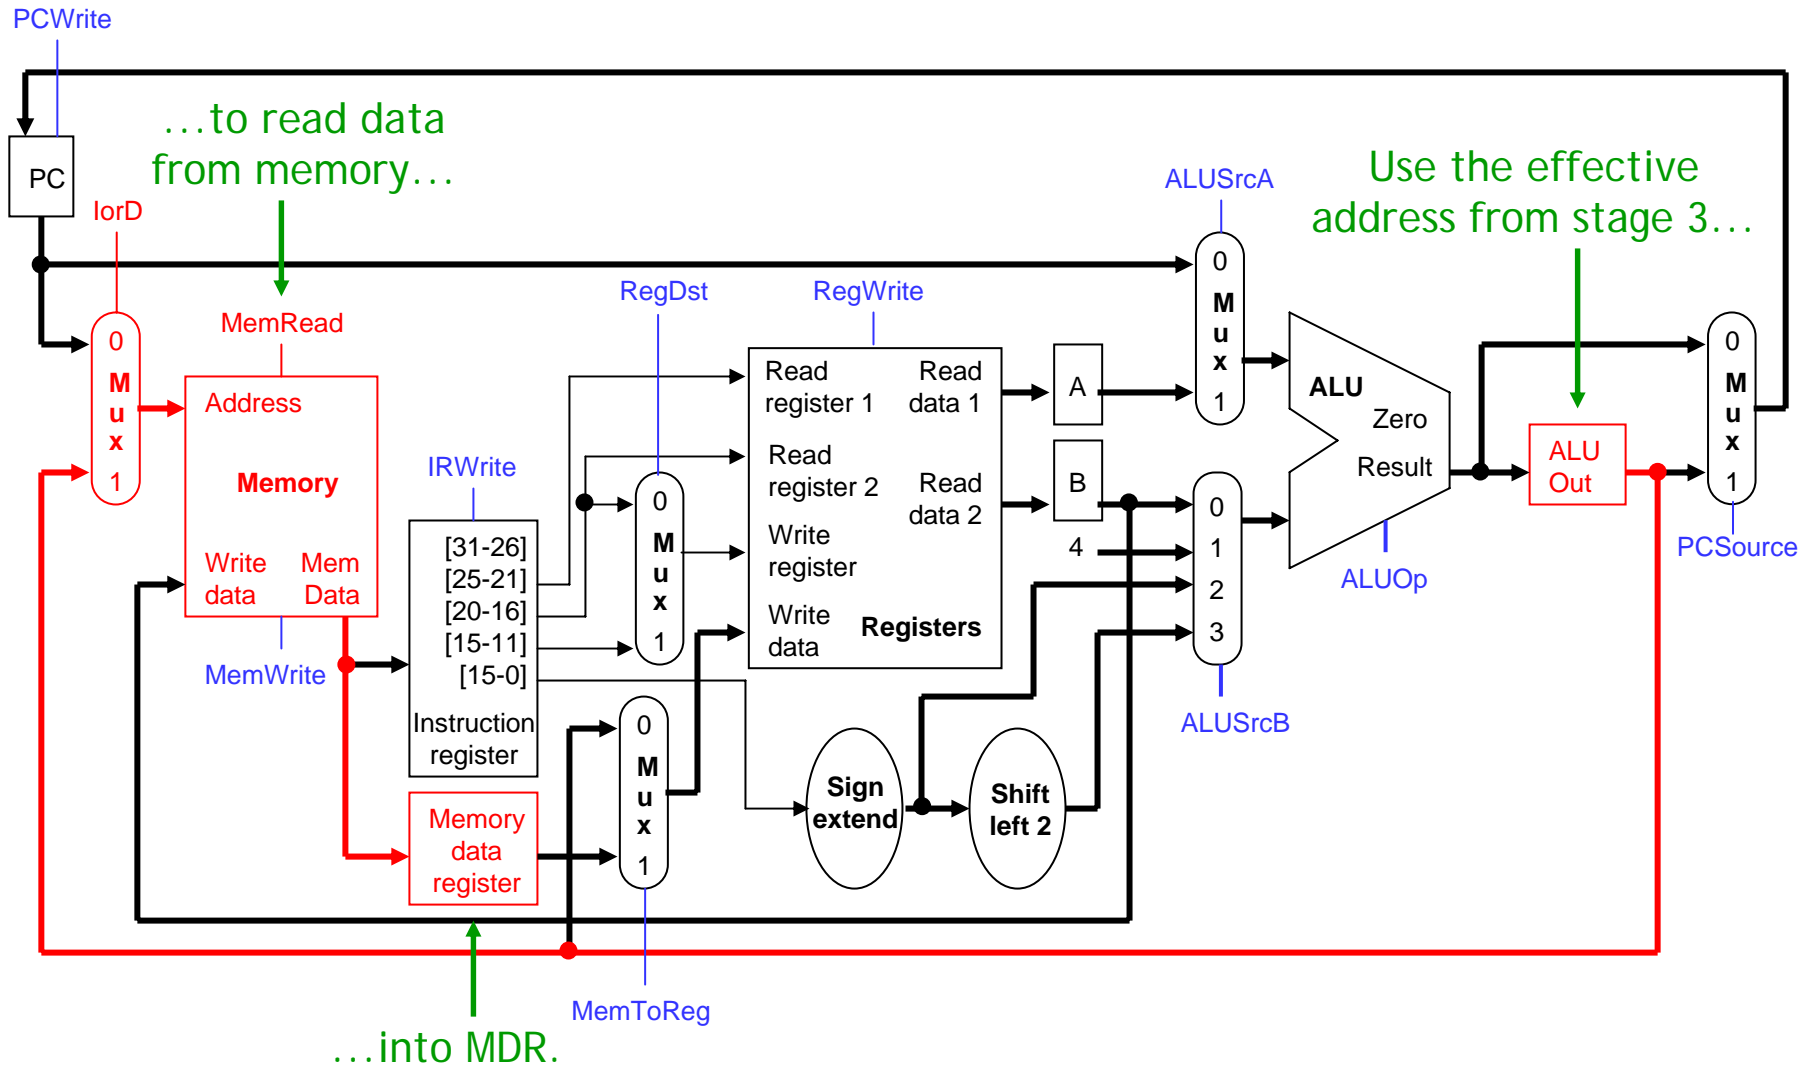 PCWrite
…to read data
from memory…
PC
IorD
MemRead
0
M
u
x
1
Address
Memory
Write
data
Mem
Data
MemWrite
IRWrite
[31-26]
[25-21]
[20-16]
[15-11]
[15-0]
Instruction
register
Memory
data
register
…into MDR.
RegDst
0
M
u
x
1
0
M
u
x
1
MemToReg
RegWrite
Read
register 1
Read
data 1
Read
register 2
Read
data 2
Write
register
Write
data
Registers
Sign
extend
Shift
left 2
A
B
4
ALUSrcA
0
M
u
x
1
0
1
2
3
ALUSrcB
ALU
Zero
Result
ALUOp
Use the effective
address from stage 3…
ALU
Out
0
M
u
x
1
PCSource